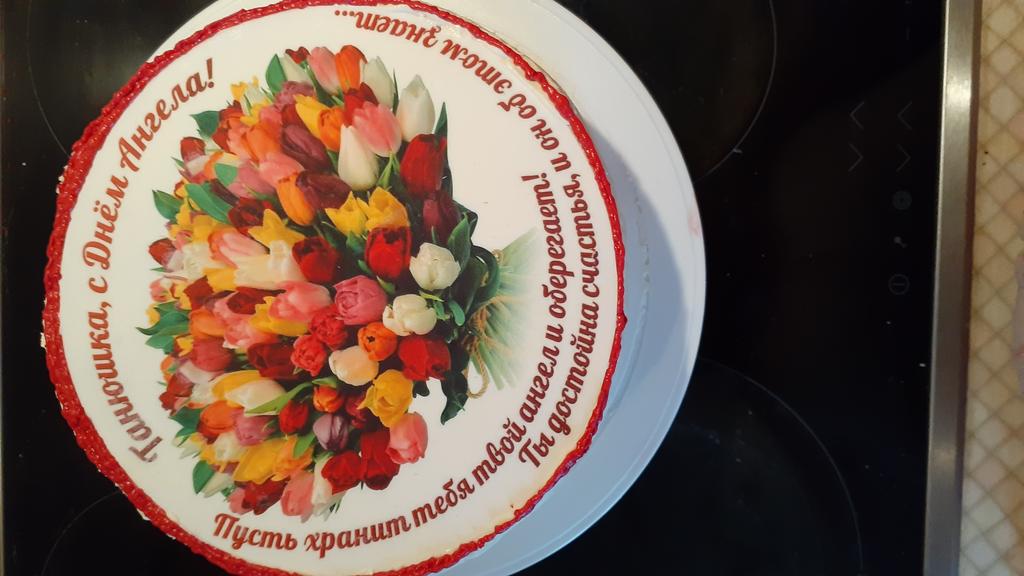 Танюшка, с Днём Ангела!
Пусть хранит тебя твой ангел и оберегает!
Ты достойна счастья, и он об этом знает...